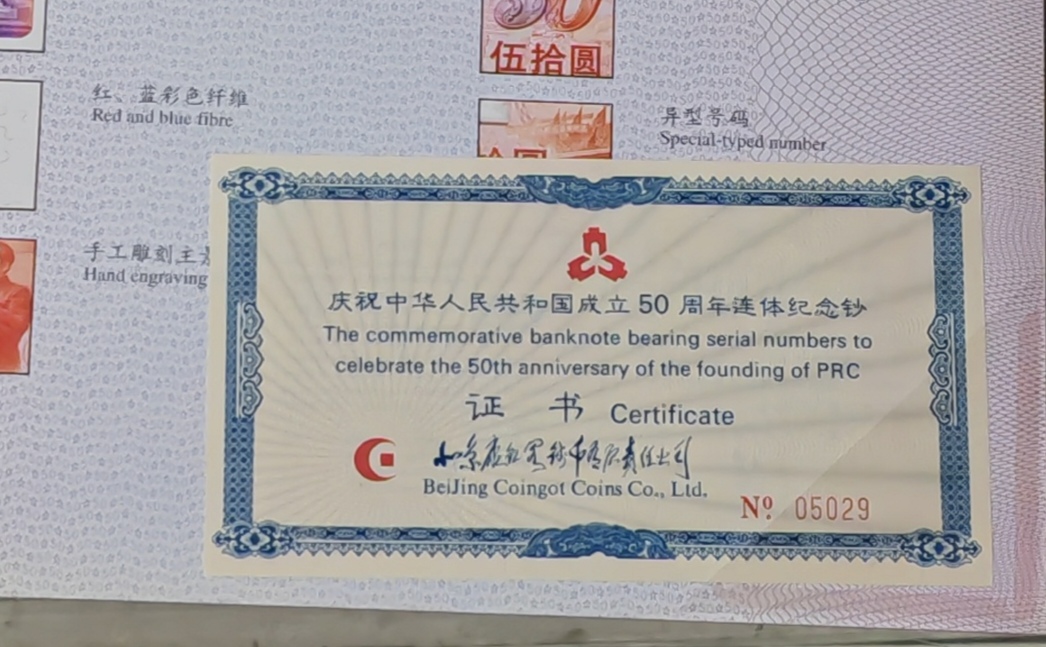 伍拾圆
红、蓝彩色纤维
Red and blue fibre
异型号码
Special-typed number
手工雕刻主
Hand engraving
庆祝中华人民共和国成立50周年连体纪念钞
The commemorative banknote bearing serial numbers to
celebrate the 50th anniversary of the founding of PRC
证 书 Certificate
BeiJing Coingot Coins Co., Ltd.
Nº 05029